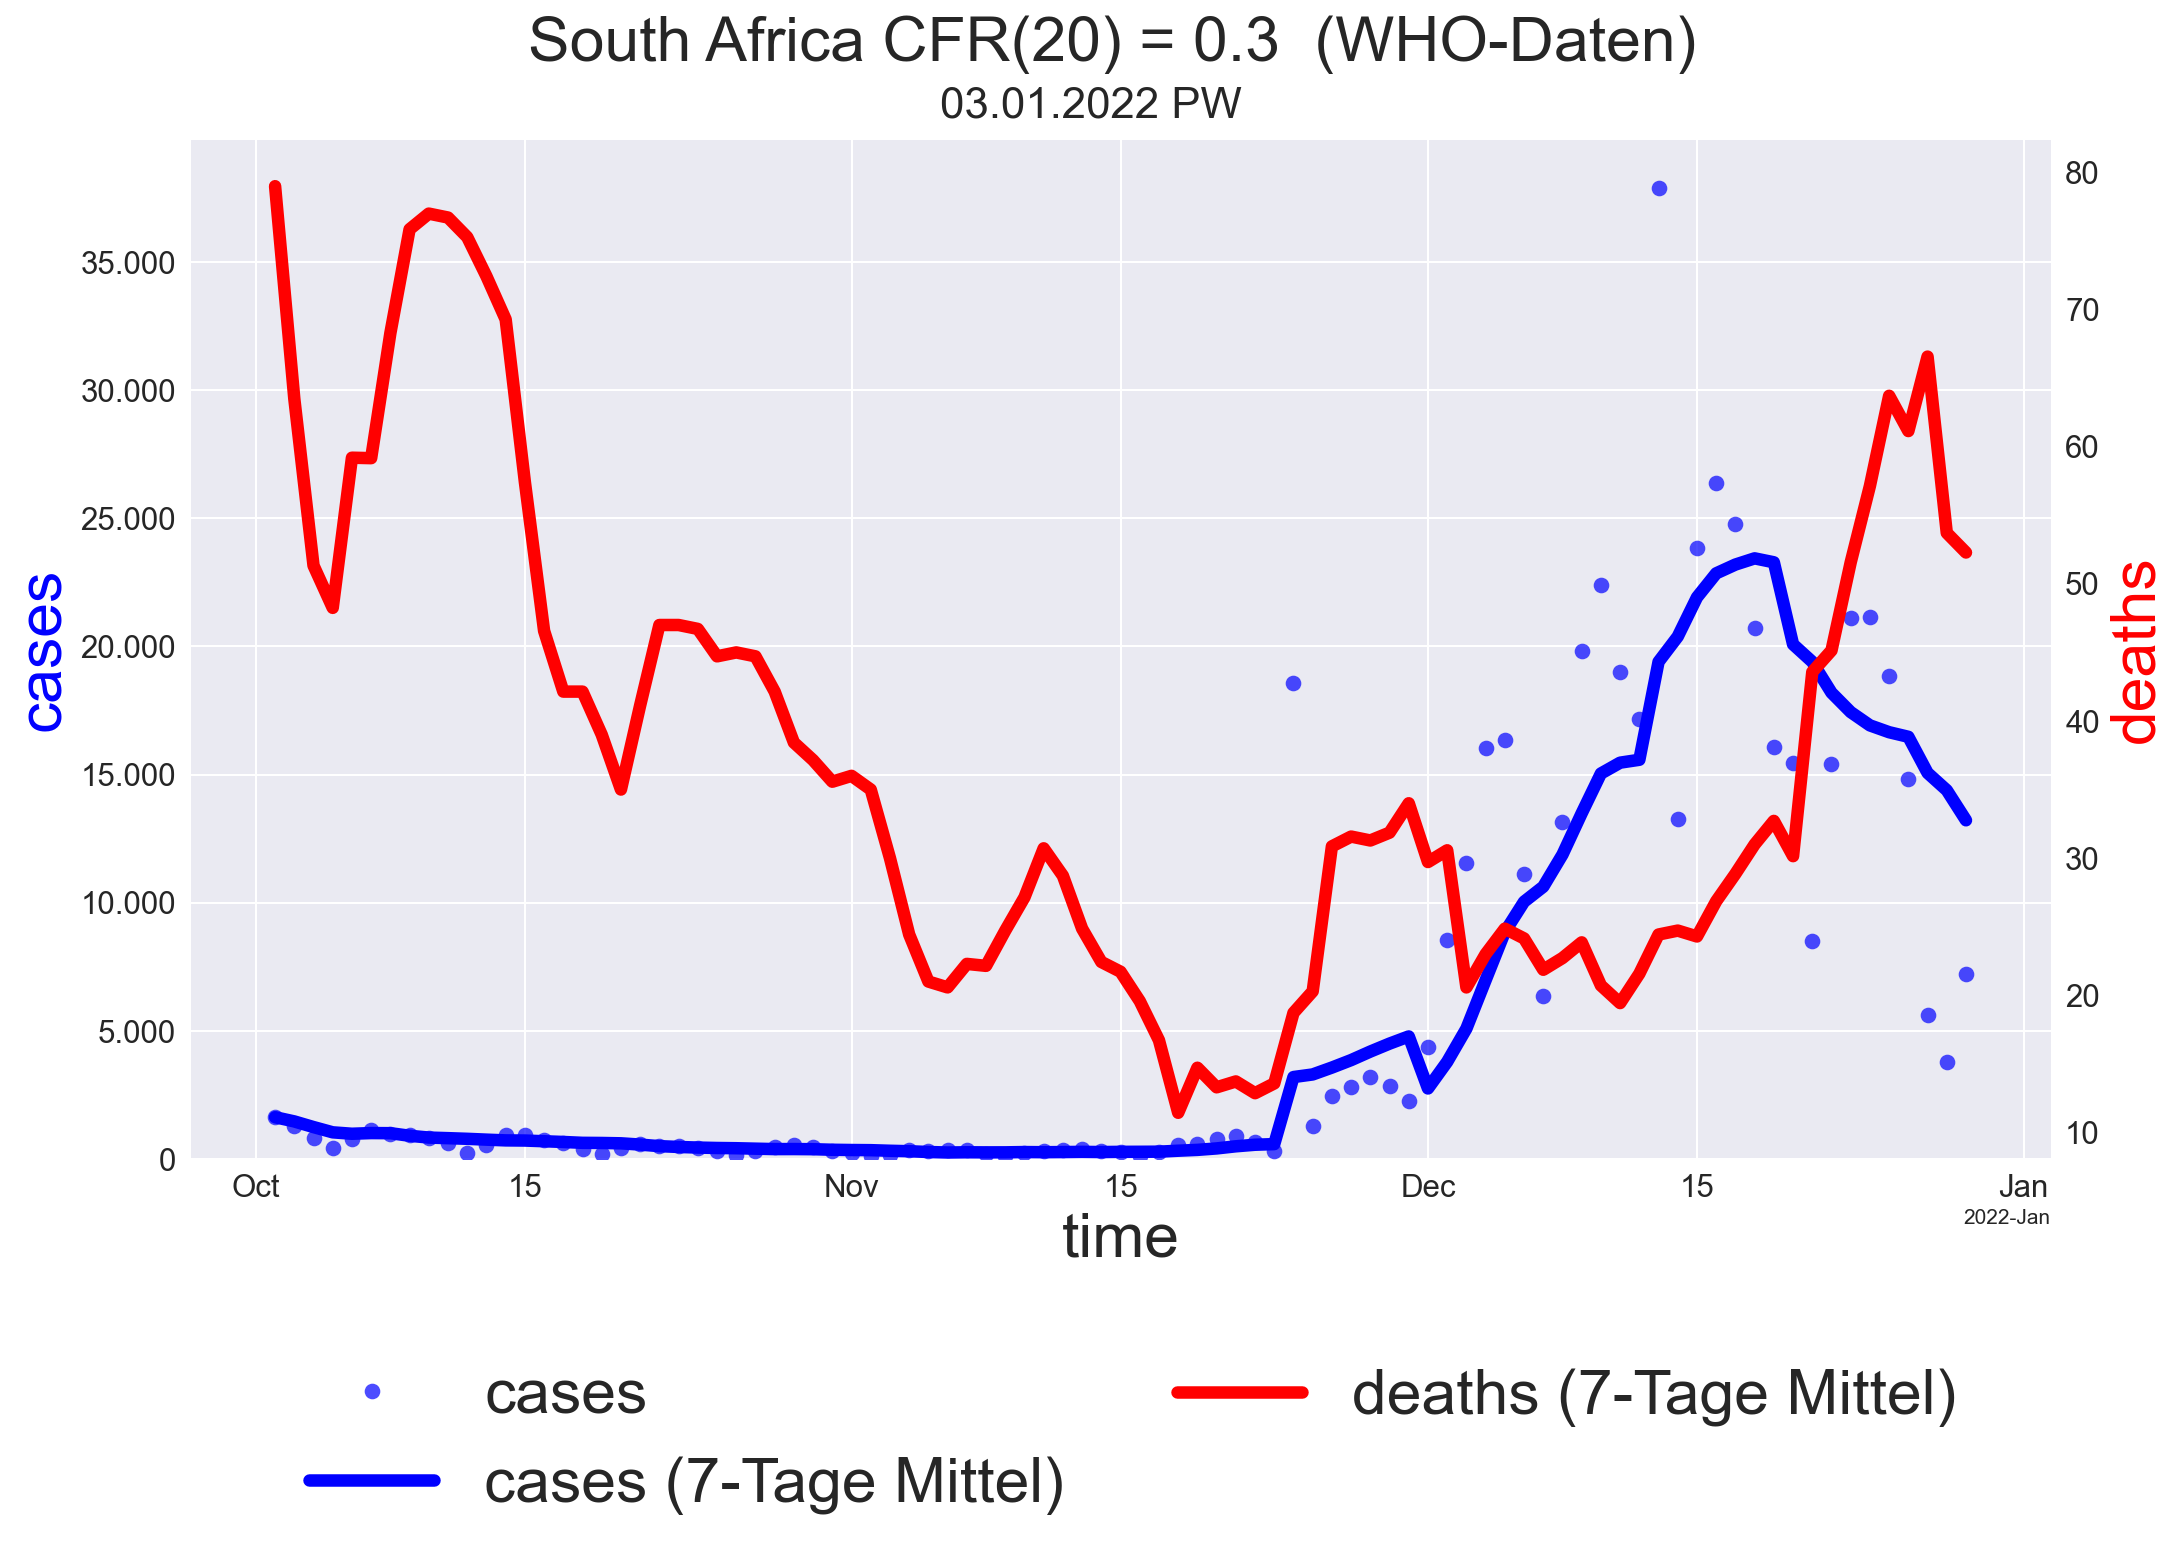 South Africa CFR(20) = 0.3 (WHO-Daten)
03.01.2022 PW
cases
35.000
30.000
25.000
20.000
15.000
10.000
5.000
0
80
70
60
50
40
30
20
10
deaths
Oct 15 Nov 15 Dec 15 Jan
2022-Jan
time
cases
cases (7-Tage Mittel)
deaths (7-Tage Mittel)